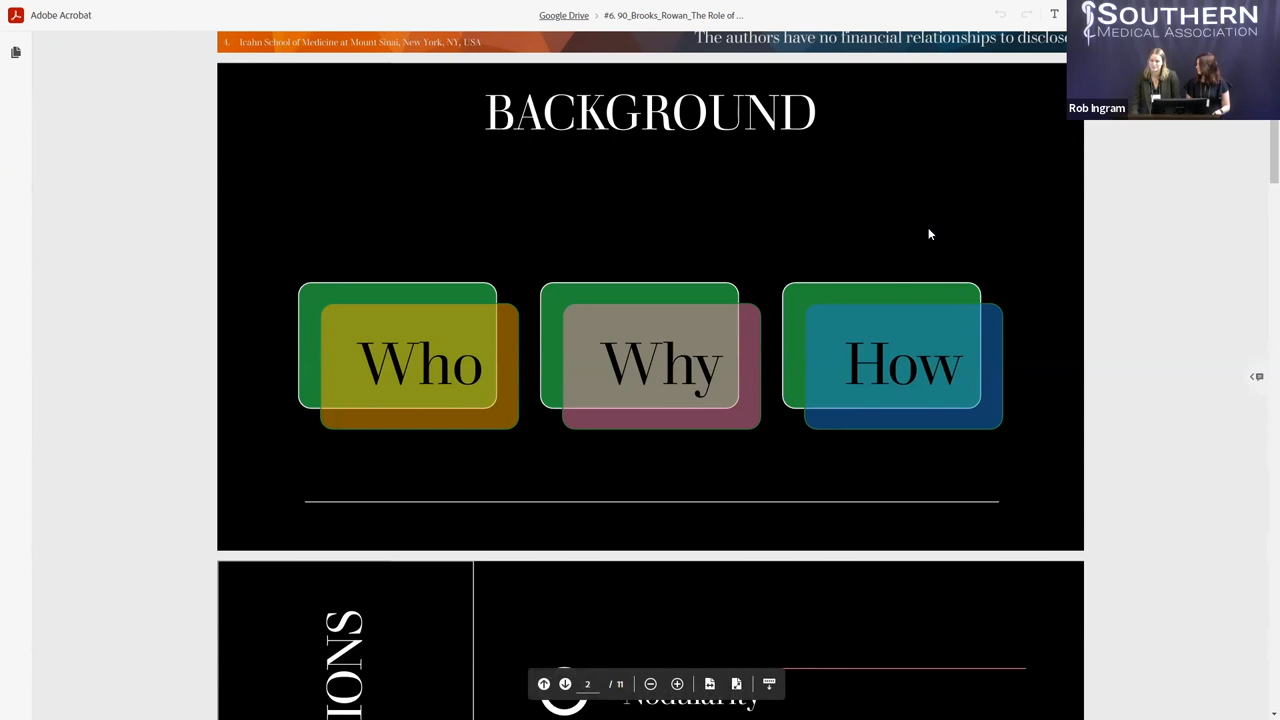 Adobe Acrobat
Google Drive > #6. 90_Brooks_Rowan_The Role of ...
T
SOUTHERN
MEDICAL ASSOCIATION
Rob Ingram
4. Icahn School of Medicine at Mount Sinai, New York, NY, USA
The authors have no financial relationships to disclose
BACKGROUND
Who
Why
How
IONS
Nodularity
2 / 11